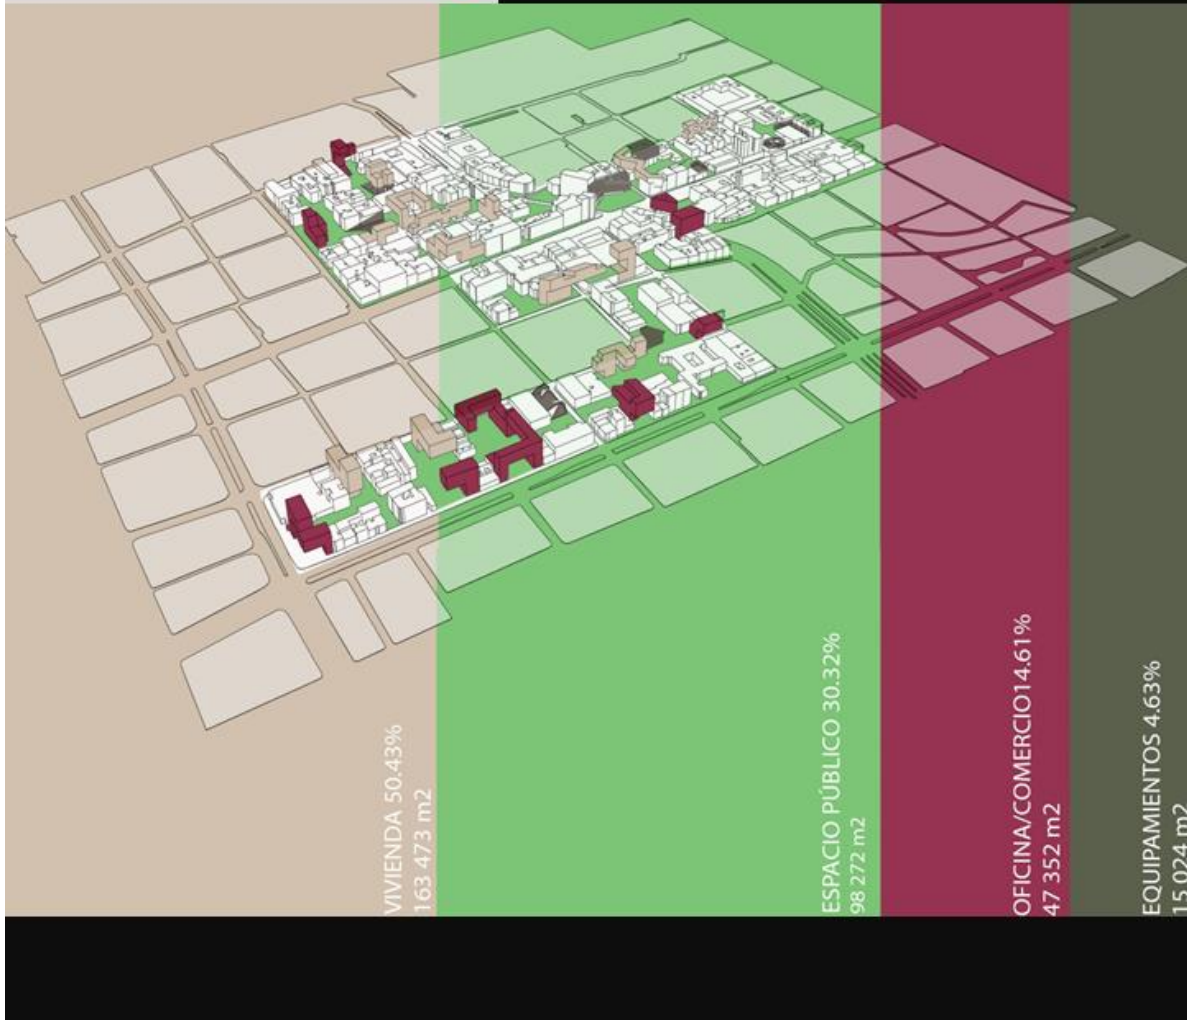 VIVIENDA 50.43%
163 473 m2
ESPACIO PÚBLICO 30.32%
98 272 m2
OFICINA/COMERCIO14.61%
47 352 m2
EQUIPAMIENTOS 4.63%
15 024 m2